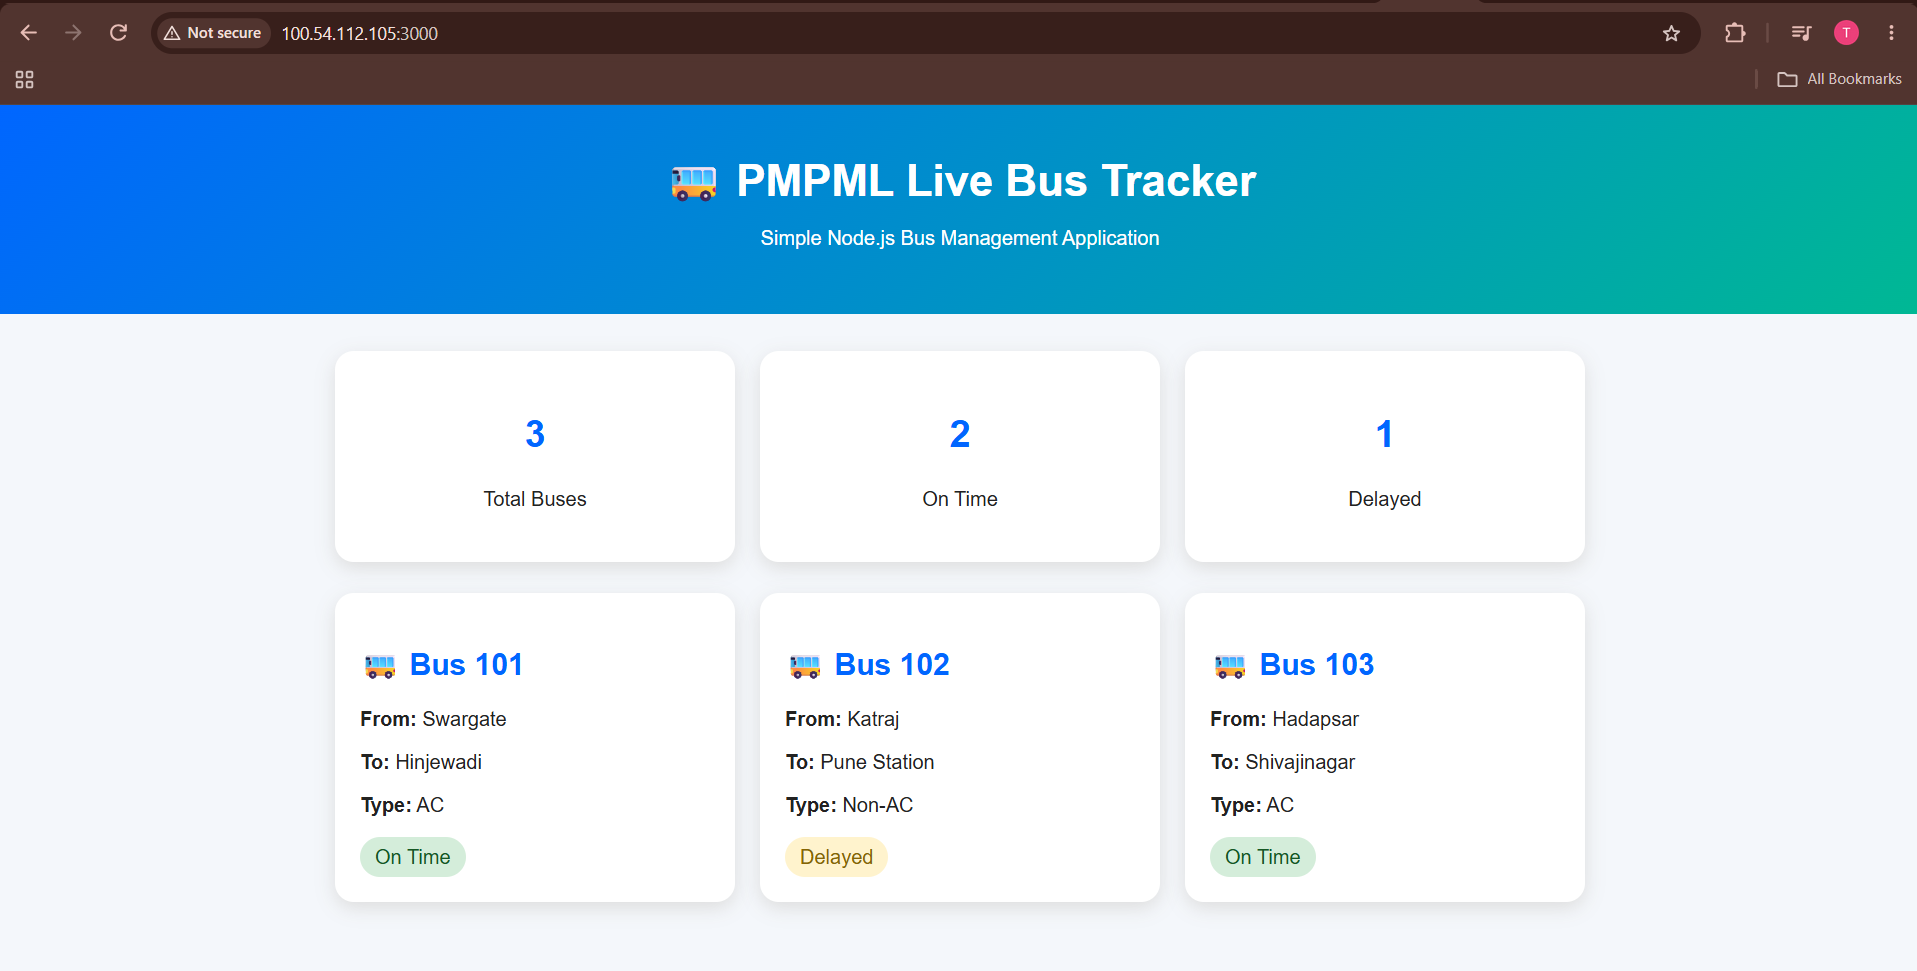 Not secure 100.54.112.105:3000
T
All Bookmarks
PMPML Live Bus Tracker
Simple Node.js Bus Management Application
3
Total Buses
2
On Time
1
Delayed
Bus 101
From: Swargate
To: Hinjewadi
Type: AC
On Time
Bus 102
From: Katraj
To: Pune Station
Type: Non-AC
Delayed
Bus 103
From: Hadapsar
To: Shivajinagar
Type: AC
On Time